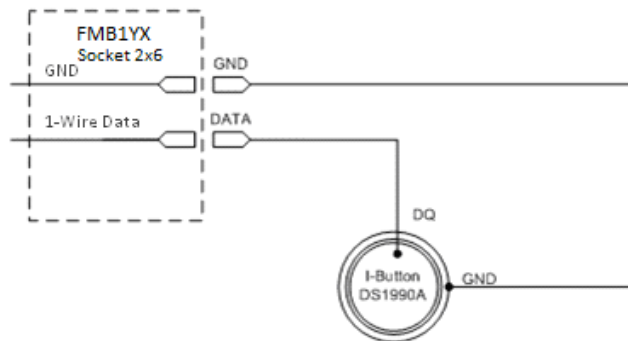 FMB1YX
Socket 2x6
GND
GND
1-Wire Data
DATA
DQ
I-Button
DS1990A
GND